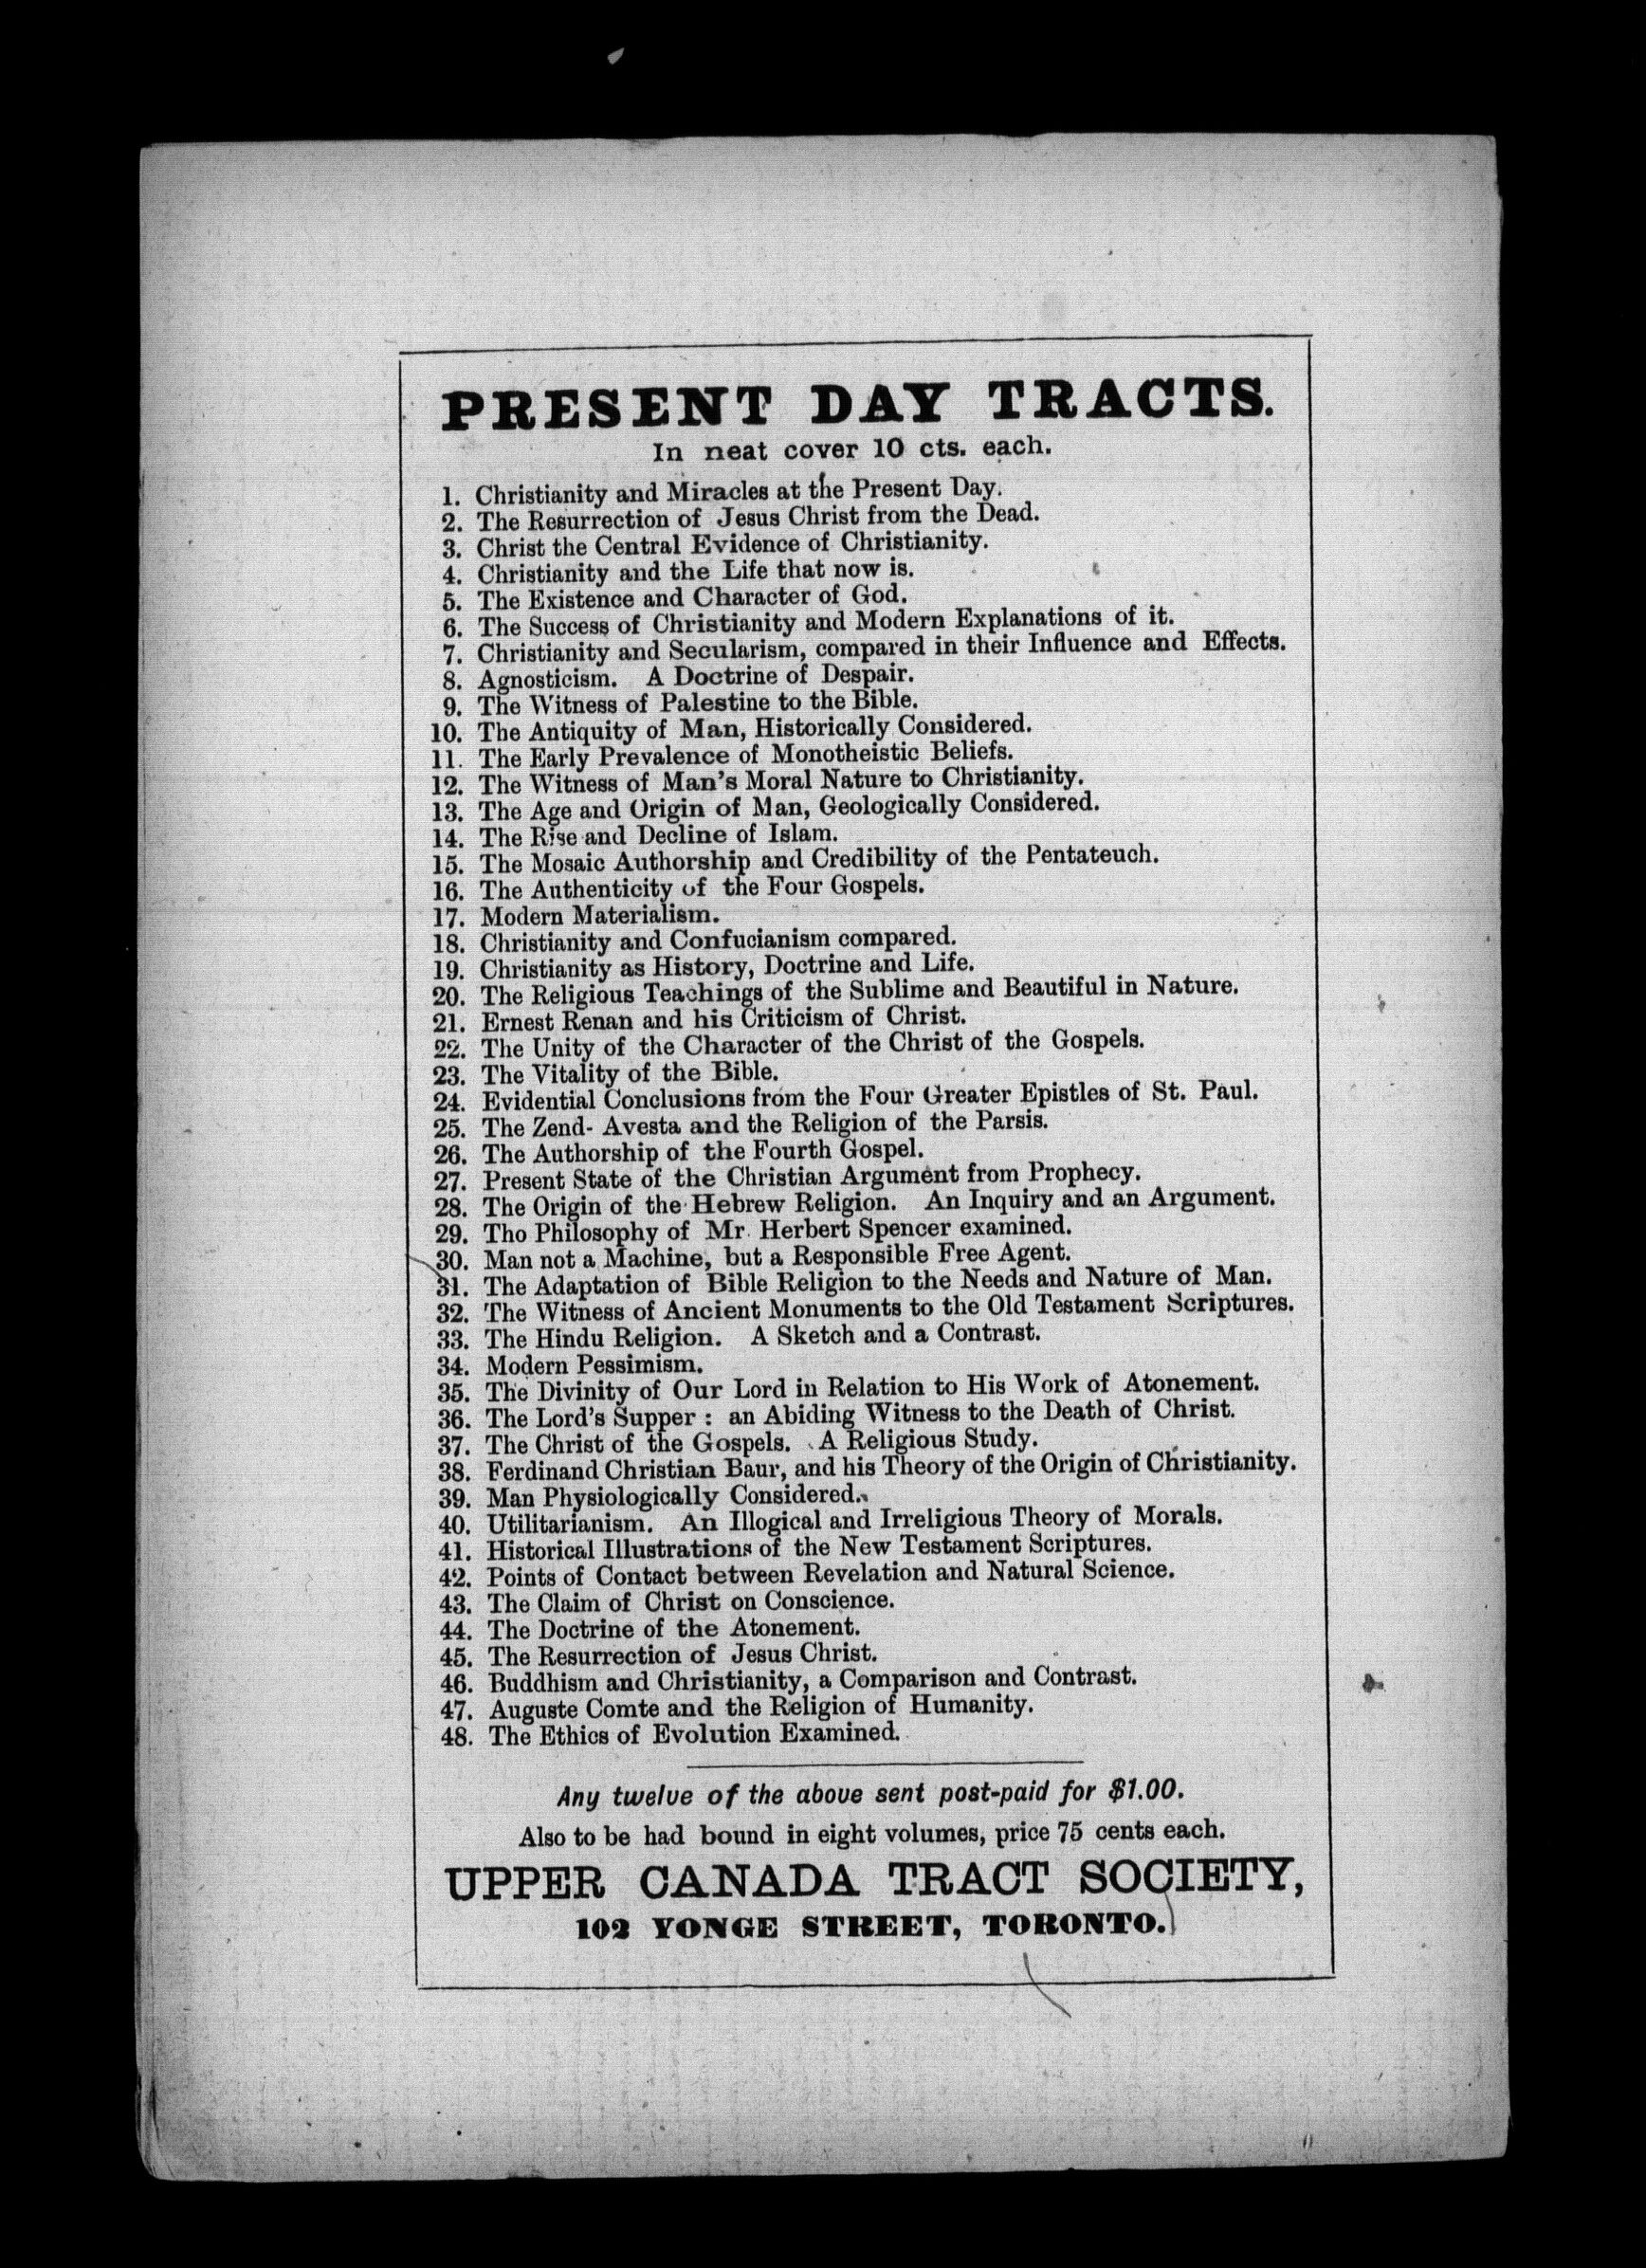 PRESENT DAY TRACTS.
In neat cover 10 cts. each.
1. Christianity and Miracles at the Present Day.
2. The Resurrection of Jesus Christ from the Dead.
3. Christ the Central Evidence of Christianity.
4. Christianity and the Life that now is.
5. The Existence and Character of God.
6. The Success of Christianity and Modern Explanations of it.
7. Christianity and Secularism, compared in their Influence and Effects.
8. Agnosticism. A Doctrine of Despair.
9. The Witness of Palestine to the Bible.
10. The Antiquity of Man, Historically Considered.
11. The Early Prevalence of Monotheistic Beliefs.
12. The Witness of Man's Moral Nature to Christianity.
13. The Age and Origin of Man, Geologically Considered.
14. The Rise and Decline of Islam.
15. The Mosaic Authorship and Credibility of the Pentateuch.
16. The Authenticity of the Four Gospels.
17. Modern Materialism.
18. Christianity and Confucianism compared.
19. Christianity as History, Doctrine and Life.
20. The Religious Teachings of the Sublime and Beautiful in Nature.
21. Ernest Renan and his Criticism of Christ.
22. The Unity of the Character of the Christ of the Gospels.
23. The Vitality of the Bible.
24. Evidential Conclusions from the Four Greater Epistles of St. Paul.
25. The Zend- Avesta and the Religion of the Parsis.
26. The Authorship of the Fourth Gospel.
27. Present State of the Christian Argument from Prophecy.
28. The Origin of the Hebrew Religion. An Inquiry and an Argument.
29. Tho Philosophy of Mr. Herbert Spencer examined.
30. Man not a Machine, but a Responsible Free Agent.
31. The Adaptation of Bible Religion to the Needs and Nature of Man.
32. The Witness of Ancient Monuments to the Old Testament Scriptures.
33. The Hindu Religion. A Sketch and a Contrast.
34. Modern Pessimism.
35. The Divinity of Our Lord in Relation to His Work of Atonement.
36. The Lord's Supper : an Abiding Witness to the Death of Christ.
37. The Christ of the Gospels. A Religious Study.
38. Ferdinand Christian Baur, and his Theory of the Origin of Christianity.
39. Man Physiologically Considered.
40. Utilitarianism. An Illogical and Irreligious Theory of Morals.
41. Historical Illustrations of the New Testament Scriptures.
42. Points of Contact between Revelation and Natural Science.
43. The Claim of Christ on Conscience.
44. The Doctrine of the Atonement.
45. The Resurrection of Jesus Christ.
46. Buddhism and Christianity, a Comparison and Contrast.
47. Auguste Comte and the Religion of Humanity.
48. The Ethics of Evolution Examined.
Any twelve of the above sent post-paid for $1.00.
Also to be had bound in eight volumes, price 75 cents each.
UPPER CANADA TRACT SOCIETY,
102 YONGE STREET, TORONTO.